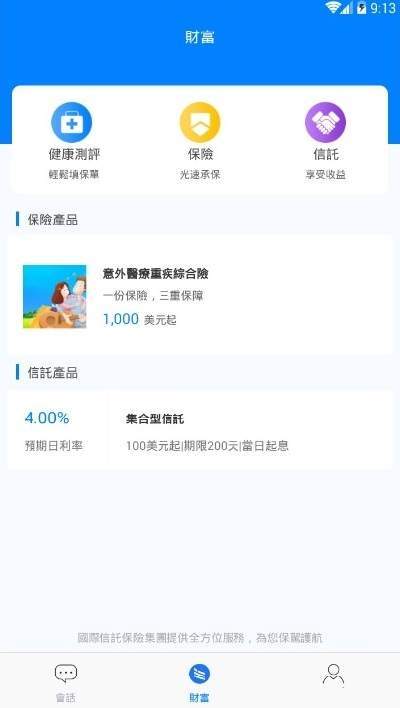 9:13
財富
健康測評
保險
信託
輕鬆填保單
光速承保
享受收益
保險產品
意外醫療重疾綜合險
一份保險，三重保障
1,000 美元起
信託產品
4.00%
集合型信託
預期日利率
100美元起|期限200天|當日起息
國際信託保險集團提供全方位服務，為您保駕護航
會話
財富